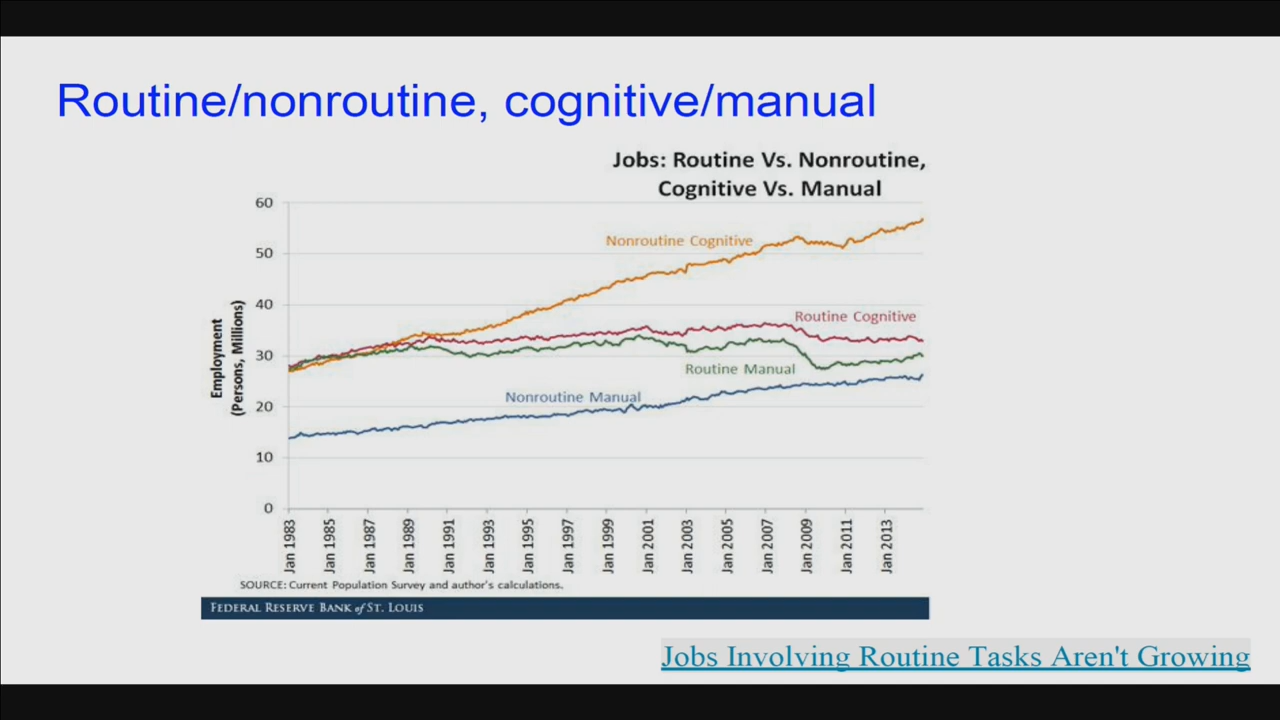 Routine/nonroutine, cognitive/manual
Jobs: Routine Vs. Nonroutine,
Cognitive Vs. Manual
Employment
(Persons, Millions)
60
50
40
30
20
10
0
Nonroutine Cognitive
Routine Cognitive
Routine Manual
Nonroutine Manual
Jan 1983
Jan 1985
Jan 1987
Jan 1989
Jan 1991
Jan 1993
Jan 1995
Jan 1997
Jan 1999
Jan 2001
Jan 2003
Jan 2005
Jan 2007
Jan 2009
Jan 2011
Jan 2013
SOURCE: Current Population Survey and author's calculations.
FEDERAL RESERVE BANK of ST. LOUIS
Jobs Involving Routine Tasks Aren't Growing